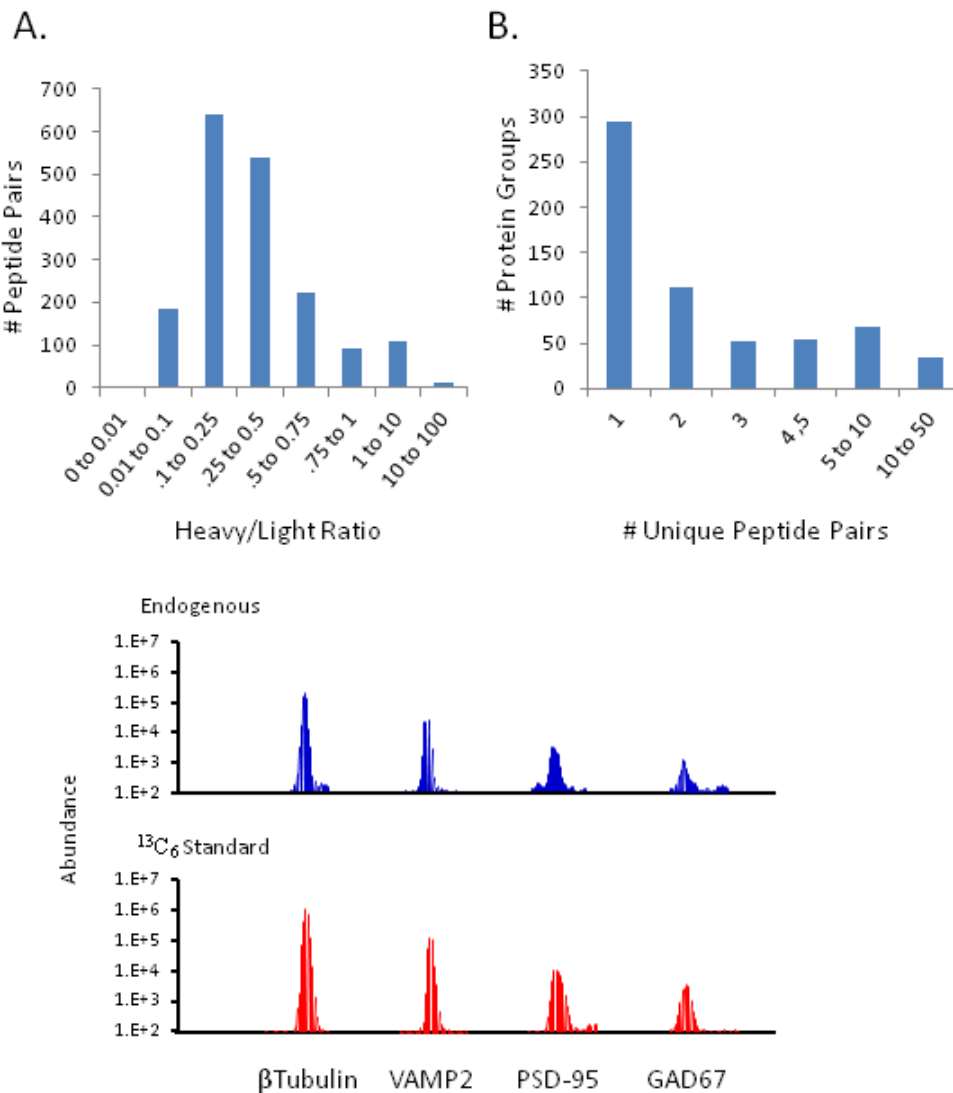 A.
# Peptide Pairs
700
600
500
400
300
200
100
0
0 to 0.01
0.01 to 0.1
.1 to 0.25
.25 to 0.5
.5 to 0.75
.75 to 1
1 to 10
10 to 100
Heavy/Light Ratio
B.
# Protein Groups
350
300
250
200
150
100
50
0
1
2
3
4,5
5 to 10
10 to 50
# Unique Peptide Pairs
Abundance
Endogenous
1.E+7
1.E+6
1.E+5
1.E+4
1.E+3
1.E+2
¹³C₆ Standard
1.E+7
1.E+6
1.E+5
1.E+4
1.E+3
1.E+2
βTubulin VAMP2 PSD-95 GAD67